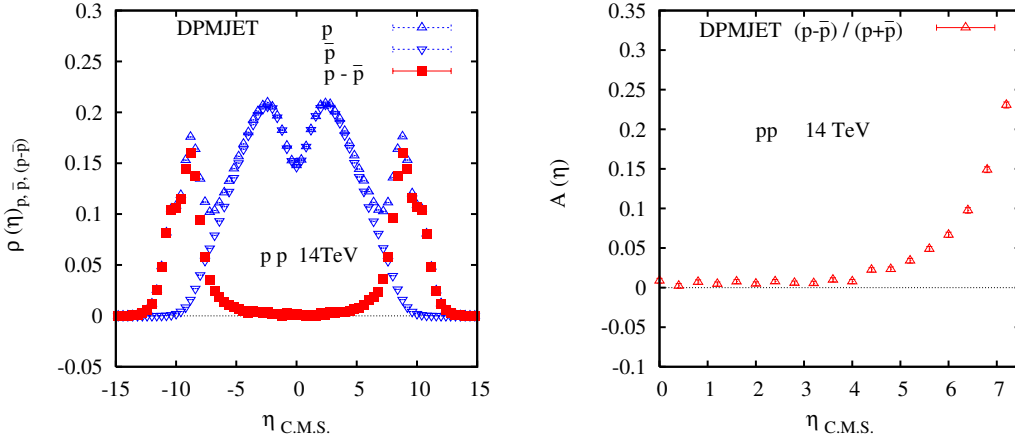 0.3
0.25
0.2
0.15
0.1
0.05
0
-0.05
ρ (η) p, p̅, (p-p̅)
DPMJET
p
p̅
p - p̅
p p 14TeV
-15 -10 -5 0 5 10 15
η C.M.S.
0.35
0.3
0.25
0.2
0.15
0.1
0.05
0
-0.05
-0.1
A (η)
DPMJET (p-p̅) / (p+p̅)
pp 14 TeV
0 1 2 3 4 5 6 7
η C.M.S.